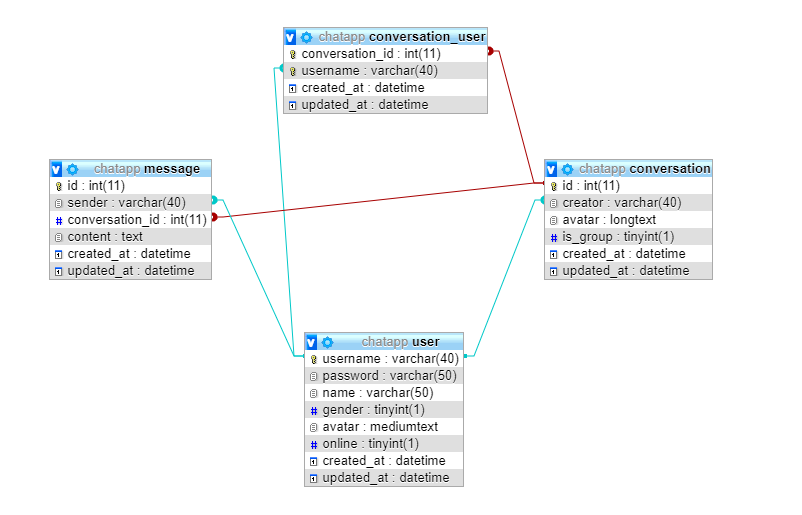 chatapp conversation_user
conversation_id : int(11)
username : varchar(40)
created_at : datetime
updated_at : datetime
chatapp message
id : int(11)
sender : varchar(40)
conversation_id : int(11)
content : text
created_at : datetime
updated_at : datetime
chatapp conversation
id : int(11)
creator : varchar(40)
avatar : longtext
is_group : tinyint(1)
created_at : datetime
updated_at : datetime
chatapp user
username : varchar(40)
password : varchar(50)
name : varchar(50)
gender : tinyint(1)
avatar : mediumtext
online : tinyint(1)
created_at : datetime
updated_at : datetime